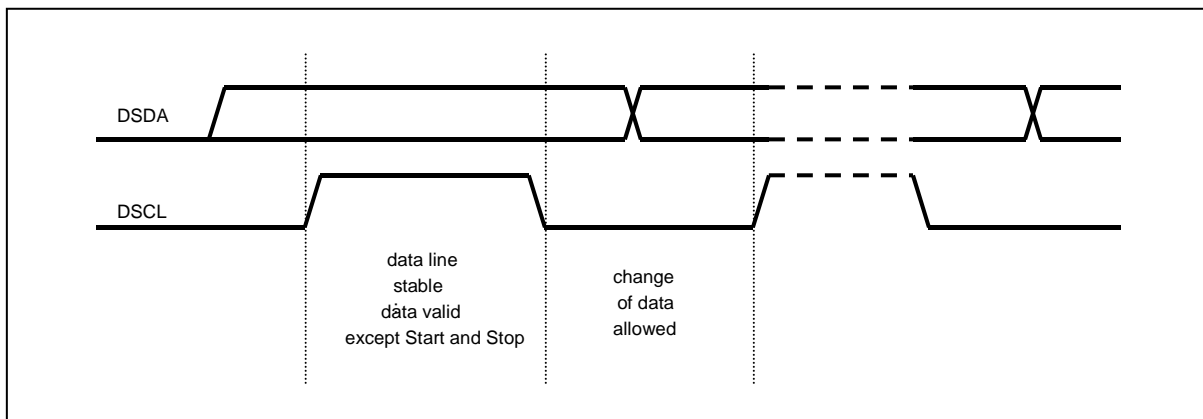 DSDA
DSCL
data line
stable
data valid
except Start and Stop
change
of data
allowed